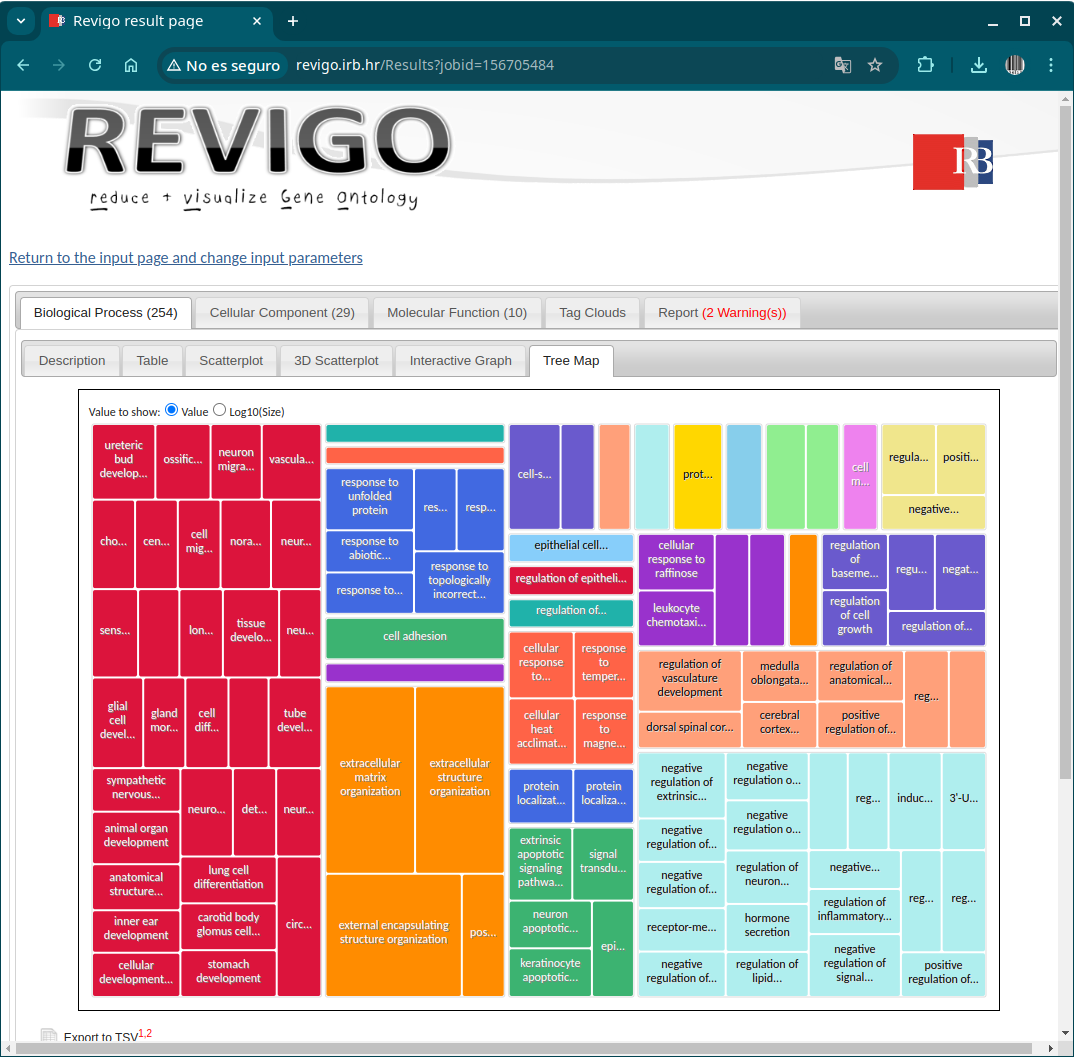 Revigo result page
No es seguro
revigo.irb.hr/Results?jobid=156705484
REVIGO
reduce + visualize Gene Ontology
RB
Return to the input page and change input parameters
Biological Process (254)
Cellular Component (29)
Molecular Function (10)
Tag Clouds
Report (2 Warning(s))
Description
Table
Scatterplot
3D Scatterplot
Interactive Graph
Tree Map
Value to show: Value Log10(Size)
ureteric
bud
develop...
ossific...
neuron
migra...
vascula...
cho...
cen...
cell
mig...
nora...
neur...
sens...
lon...
tissue
develo...
neu...
glial
cell
devel...
gland
mor...
cell
diff...
tube
devel...
sympathetic
nervous...
animal organ
development
anatomical
structure...
inner ear
development
cellular
development...
neuro...
det...
neur...
lung cell
differentiation
carotid body
glomus cell...
stomach
development
circ...
response to
unfolded
protein
response to
abiotic...
response to...
res...
resp...
response to
topologically
incorrect...
cell adhesion
extracellular
matrix
organization
extracellular
structure
organization
external encapsulating
structure organization
pos...
cell-s...
prot...
cell
m...
regula...
positi...
negative...
epithelial cell...
regulation of epitheli...
regulation of...
cellular
response
to...
response
to
temper...
cellular
heat
acclimat...
response
to
magne...
protein
localizat...
protein
localiza...
extrinsic
apoptotic
signaling
pathwa...
signal
transdu...
neuron
apoptotic...
keratinocyte
apoptotic...
epi...
cellular
response to
raffinose
leukocyte
chemotaxi...
regulation
of
baseme...
regulation
of cell
growth
regu...
negat...
regulation of...
regulation of
vasculature
development
dorsal spinal cor...
medulla
oblongata...
cerebral
cortex...
regulation of
anatomical...
positive
regulation of...
reg...
negative
regulation of
extrinsic...
negative
regulation of...
negative
regulation of...
receptor-me...
negative
regulation of...
negative
regulation o...
negative
regulation o...
regulation of
neuron...
hormone
secretion
regulation of
lipid...
reg...
induc...
3'-U...
negative...
regulation of
inflammatory...
negative
regulation of
signal...
reg...
reg...
positive
regulation of...
Export to TSV1,2